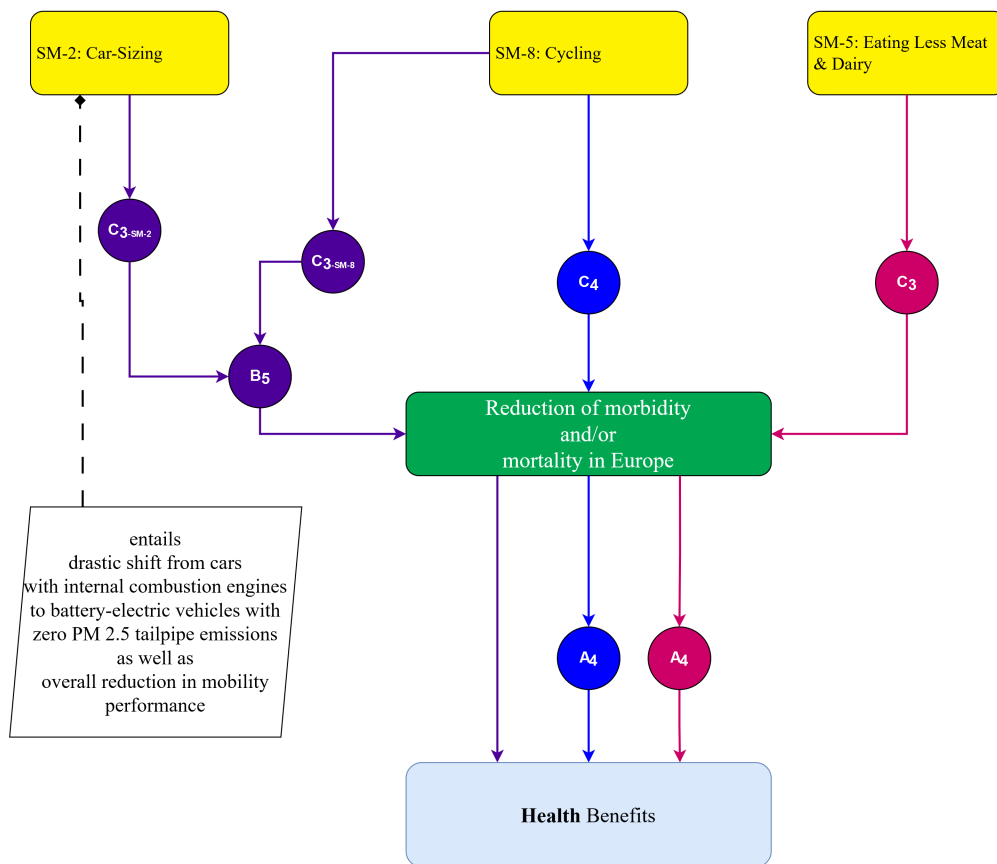 SM-2: Car-Sizing
SM-8: Cycling
SM-5: Eating Less Meat
& Dairy
C3-SM-2
C3-SM-8
C4
C3
B5
Reduction of morbidity
and/or
mortality in Europe
entails
drastic shift from cars
with internal combustion engines
to battery-electric vehicles with
zero PM 2.5 tailpipe emissions
as well as
overall reduction in mobility
performance
A4
A4
Health Benefits